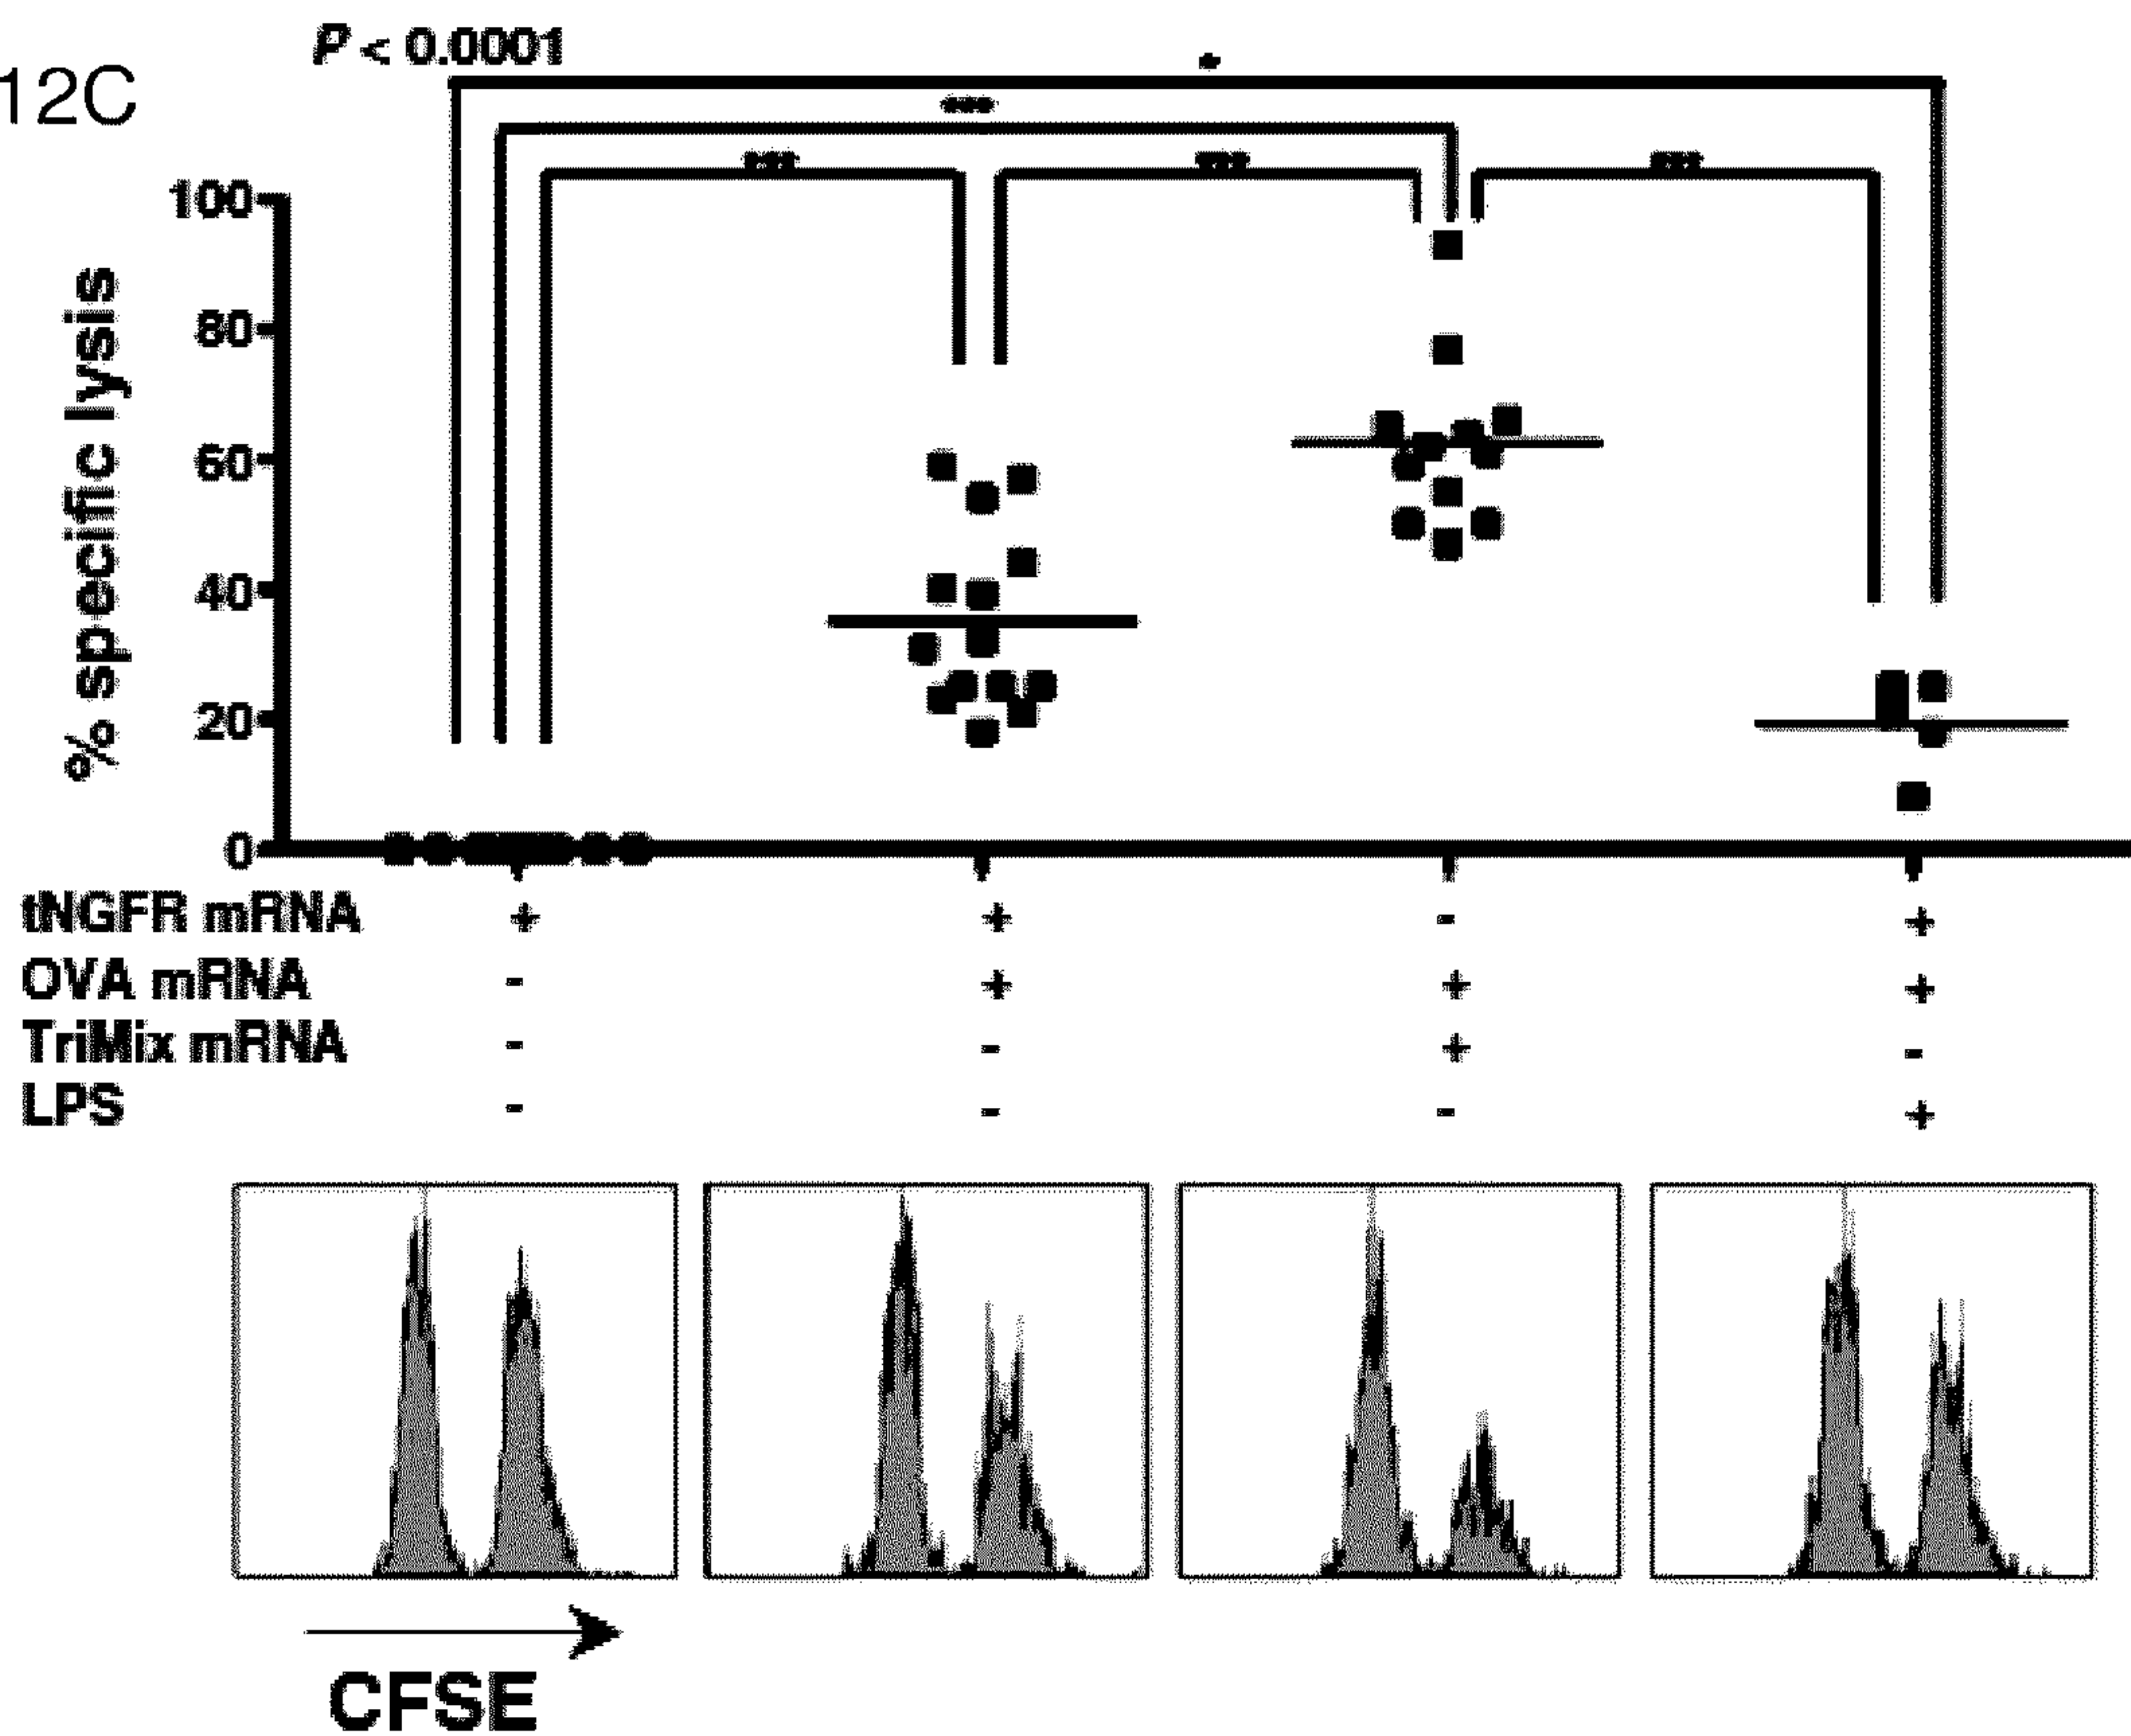 P < 0.0001
*
12C
***
*** *** ***
100
80
60
40
20
0
% specific lysis
tNGFR mRNA + + - +
OVA mRNA - + + +
TriMix mRNA - - + -
LPS - - - +
CFSE